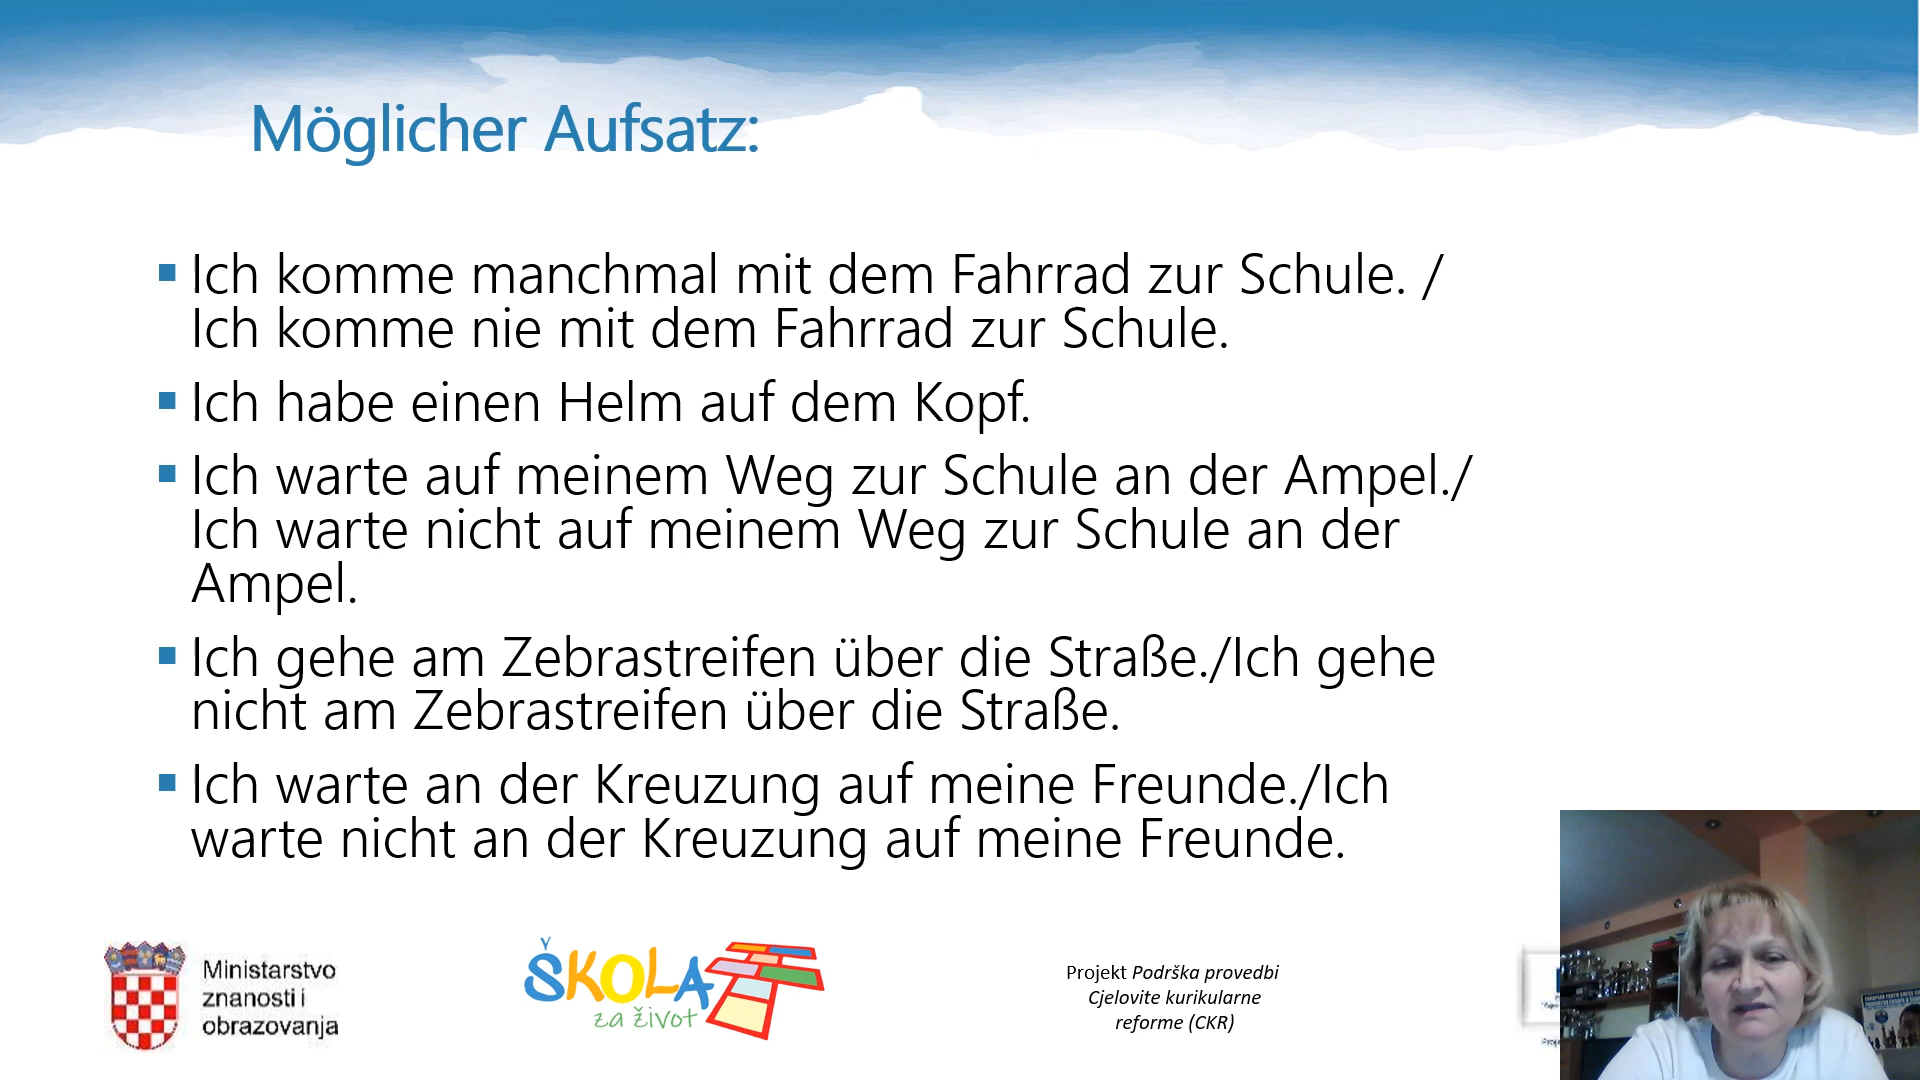 Möglicher Aufsatz:
Ich komme manchmal mit dem Fahrrad zur Schule. /
Ich komme nie mit dem Fahrrad zur Schule.
Ich habe einen Helm auf dem Kopf.
Ich warte auf meinem Weg zur Schule an der Ampel./
Ich warte nicht auf meinem Weg zur Schule an der
Ampel.
Ich gehe am Zebrastreifen über die Straße./Ich gehe
nicht am Zebrastreifen über die Straße.
Ich warte an der Kreuzung auf meine Freunde./Ich
warte nicht an der Kreuzung auf meine Freunde.
Ministarstvo
znanosti i
obrazovanja
ŠKOLA
za život
Projekt Podrška provedbi
Cjelovite kurikularne
reforme (CKR)